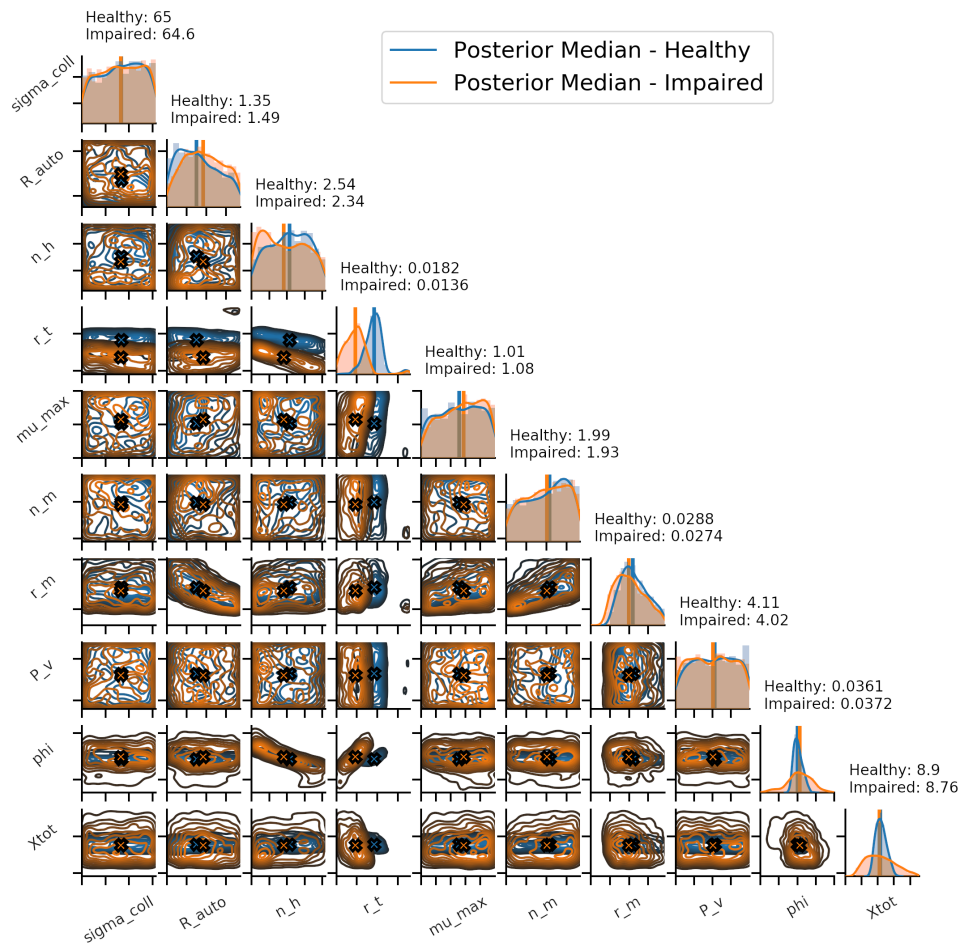 Healthy: 65
Impaired: 64.6
Posterior Median - Healthy
Posterior Median - Impaired
sigma_coll
Healthy: 1.35
Impaired: 1.49
R_auto
Healthy: 2.54
Impaired: 2.34
n_h
Healthy: 0.0182
Impaired: 0.0136
r_t
Healthy: 1.01
Impaired: 1.08
mu_max
Healthy: 1.99
Impaired: 1.93
n_m
Healthy: 0.0288
Impaired: 0.0274
r_m
Healthy: 4.11
Impaired: 4.02
P_v
Healthy: 0.0361
Impaired: 0.0372
phi
Healthy: 8.9
Impaired: 8.76
Xtot
sigma_coll
R_auto
n_h
r_t
mu_max
n_m
r_m
P_v
phi
Xtot